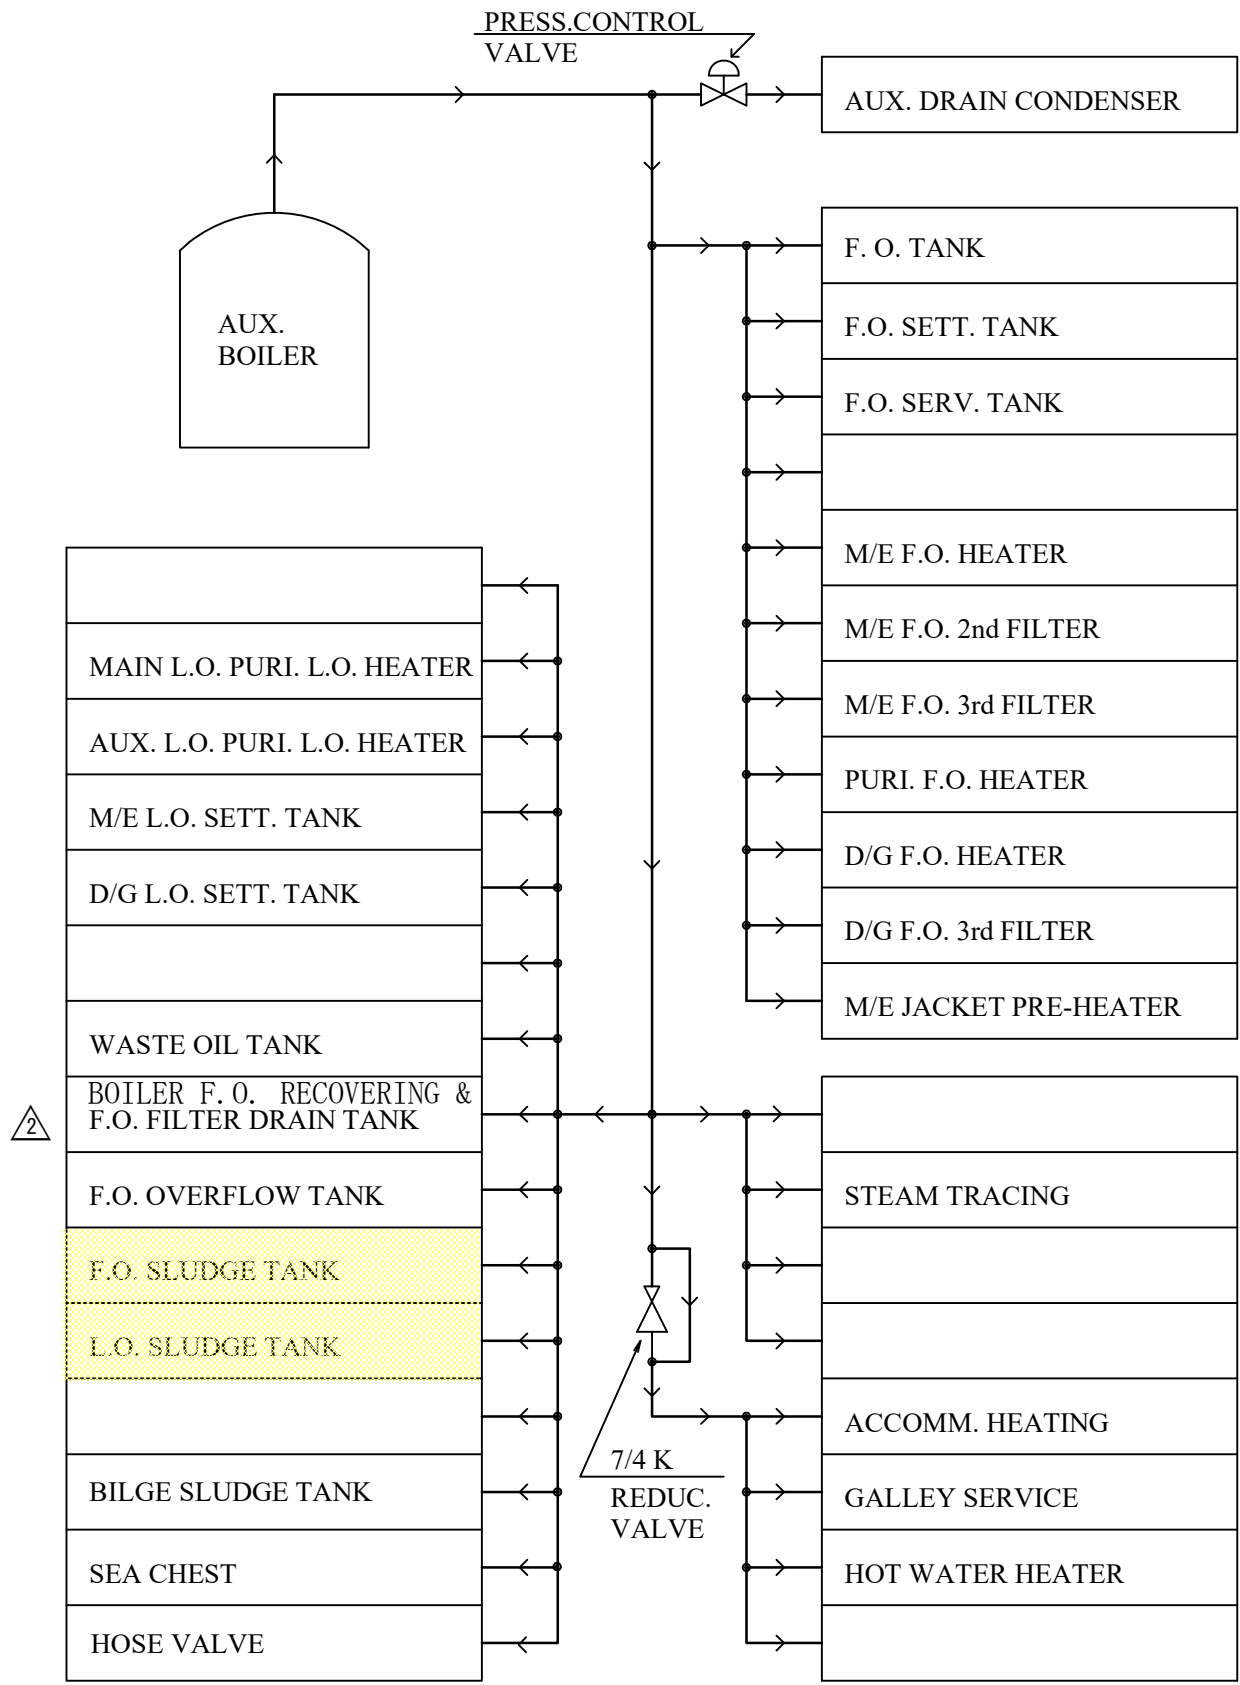 PRESS.CONTROL
VALVE
AUX. DRAIN CONDENSER
AUX.
BOILER
F. O. TANK
F.O. SETT. TANK
F.O. SERV. TANK
M/E F.O. HEATER
M/E F.O. 2nd FILTER
M/E F.O. 3rd FILTER
PURI. F.O. HEATER
D/G F.O. HEATER
D/G F.O. 3rd FILTER
M/E JACKET PRE-HEATER
MAIN L.O. PURI. L.O. HEATER
AUX. L.O. PURI. L.O. HEATER
M/E L.O. SETT. TANK
D/G L.O. SETT. TANK
WASTE OIL TANK
2
BOILER F.O. RECOVERING &
F.O. FILTER DRAIN TANK
F.O. OVERFLOW TANK
F.O. SLUDGE TANK
L.O. SLUDGE TANK
BILGE SLUDGE TANK
SEA CHEST
HOSE VALVE
7/4 K
REDUC.
VALVE
STEAM TRACING
ACCOMM. HEATING
GALLEY SERVICE
HOT WATER HEATER